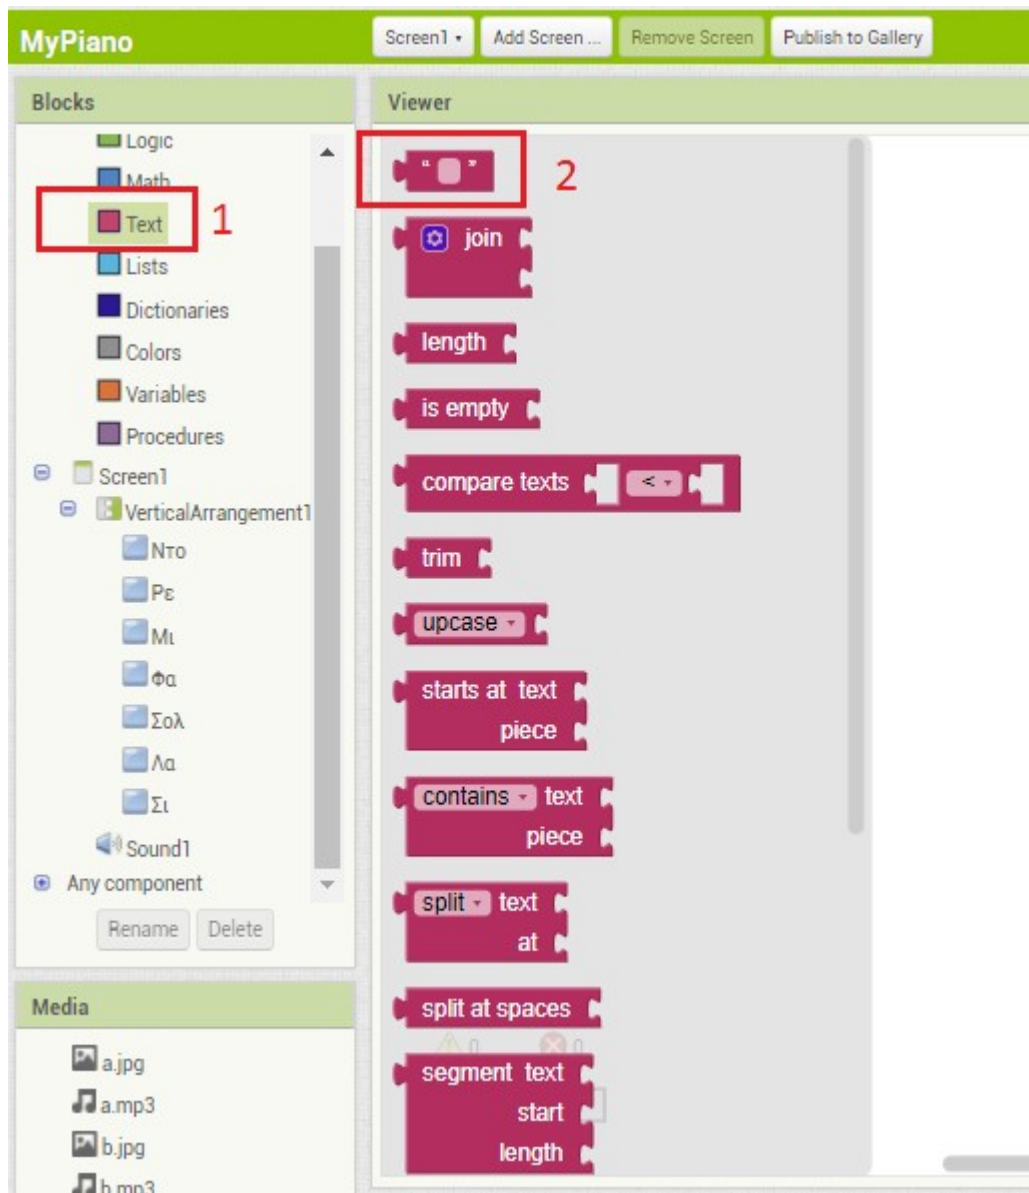 MyPiano
Screen1
Add Screen ...
Remove Screen
Publish to Gallery
Blocks
Logic
Math
Text
1
Lists
Dictionaries
Colors
Variables
Procedures
Screen1
VerticalArrangement1
Ντο
Ρε
Μι
Φα
Σολ
Λα
Σι
Sound1
Any component
Rename Delete
Media
a.jpg
a.mp3
b.jpg
b.mp3
Viewer
“ ”
2
join
length
is empty
compare texts <
trim
upcase
starts at text
piece
contains text
piece
split text
at
split at spaces
0 0
segment text
start
length